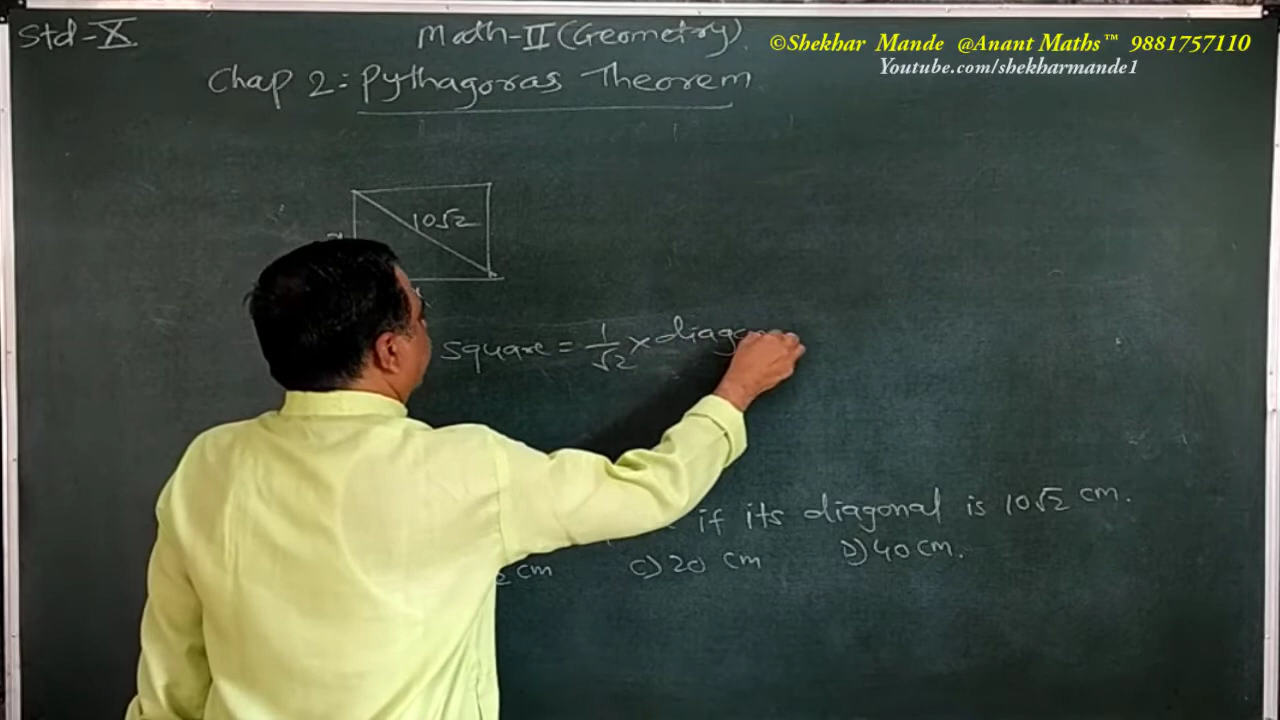 Std-X
Math-II (Geometry)
©Shekhar Mande @Anant Maths™ 9881757110
Youtube.com/shekharmande1
Chap 2: Pythagoras Theorem
10√2
x
square = 1/√2 × diagon
if its diagonal is 10√2 cm.
cm C) 20 cm D) 40 cm.